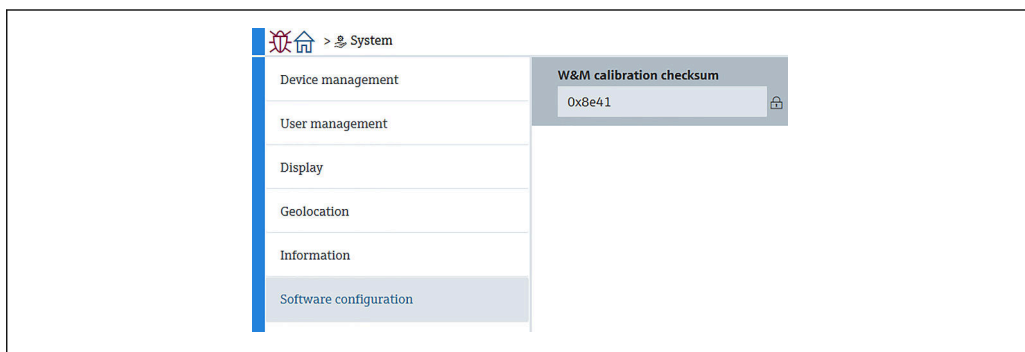 > System
Device management
User management
Display
Geolocation
Information
Software configuration
W&M calibration checksum
0x8e41